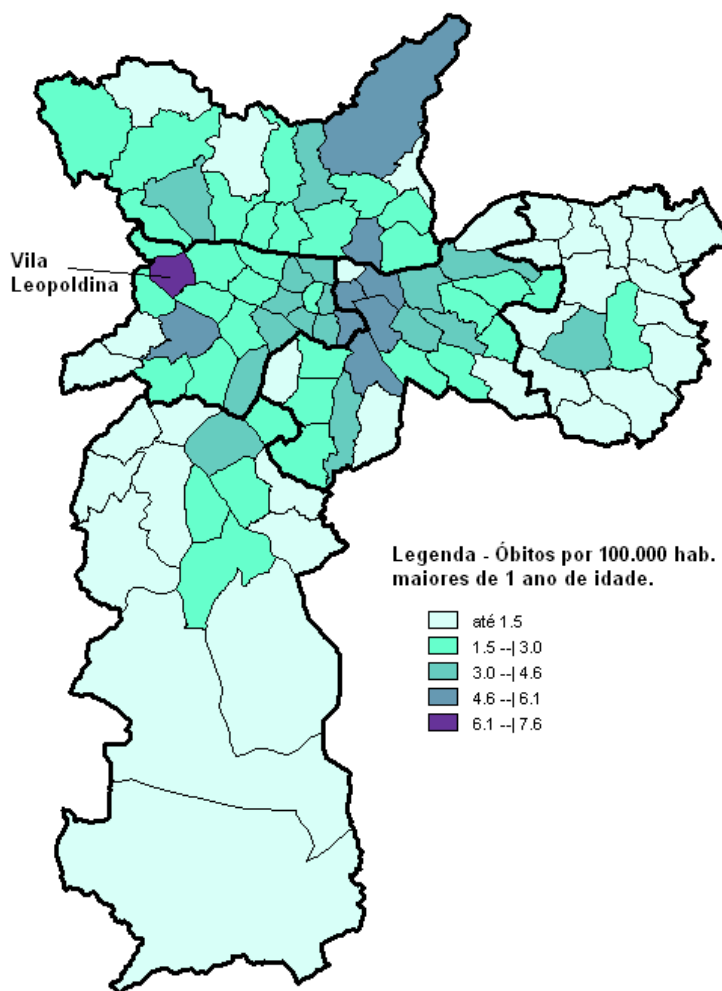 Vila
Leopoldina
Legenda - Óbitos por 100.000 hab.
maiores de 1 ano de idade.
até 1.5
1.5 --| 3.0
3.0 --| 4.6
4.6 --| 6.1
6.1 --| 7.6